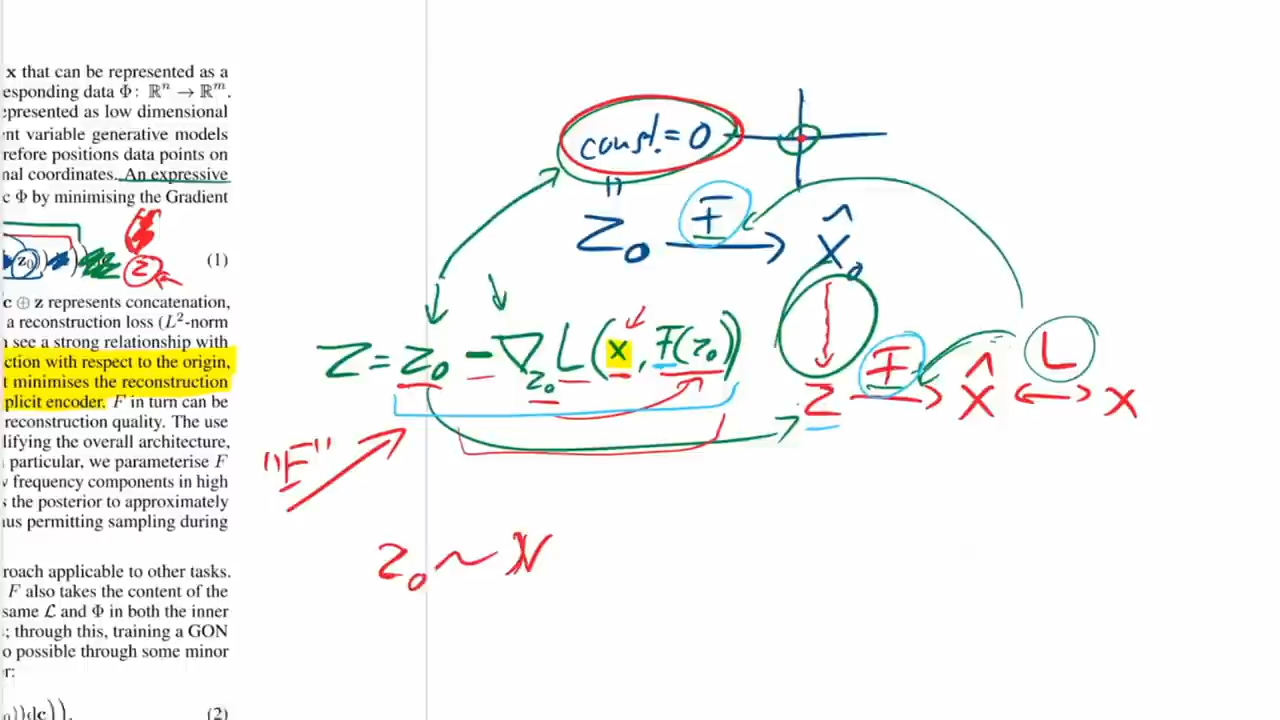 x that can be represented as a
esponding data Φ: ℝⁿ → ℝᵐ.
epresented as low dimensional
nt variable generative models
refore positions data points on
nal coordinates. An expressive
c Φ by minimising the Gradient
z₀)
z
(1)
c ⊕ z represents concatenation,
a reconstruction loss (L²-norm
see a strong relationship with
ction with respect to the origin,
t minimises the reconstruction
plicit encoder. F in turn can be
reconstruction quality. The use
lifying the overall architecture,
particular, we parameterise F
w frequency components in high
s the posterior to approximately
nus permitting sampling during
roach applicable to other tasks.
F also takes the content of the
same ℒ and Φ in both the inner
; through this, training a GON
o possible through some minor
r:
₀))dc)). (2)
const. = 0
z₀ F x̂₀
z = z₀ - ∇z₀ L(x, F(z₀))
z F x̂ L x
"F"
z₀ ~ N